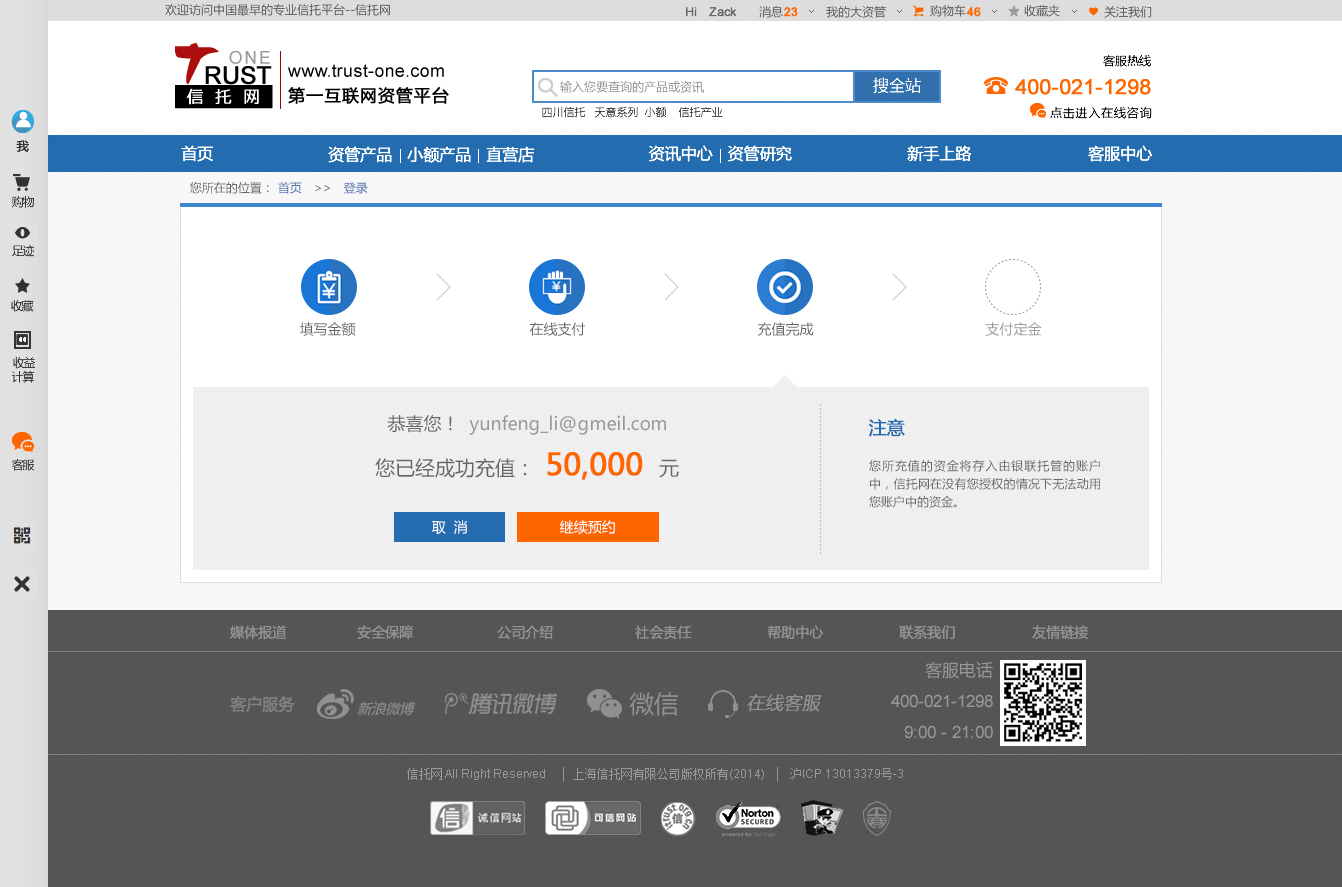 欢迎访问中国最早的专业信托平台--信托网
Hi Zack 消息23 我的大资管 购物车46 收藏夹 关注我们
ONE
TRUST
信托网
www.trust-one.com
第一互联网资管平台
输入您要查询的产品或资讯 搜全站
四川信托 天意系列 小额 信托产业
客服热线
400-021-1298
点击进入在线咨询
我
购物
足迹
收藏
收益
计算
客服
首页 资管产品 | 小额产品 | 直营店 资讯中心 | 资管研究 新手上路 客服中心
您所在的位置： 首页 >> 登录
填写金额 在线支付 充值完成 支付定金
恭喜您！ yunfeng_li@gmeil.com
您已经成功充值： 50,000 元
取 消 继续预约
注意
您所充值的资金将存入由银联托管的账户
中，信托网在没有您授权的情况下无法动用
您账户中的资金。
媒体报道 安全保障 公司介绍 社会责任 帮助中心 联系我们 友情链接
客户服务 新浪微博 腾讯微博 微信 在线客服
客服电话
400-021-1298
9:00 - 21:00
信托网 All Right Reserved | 上海信托网有限公司版权所有(2014) | 沪ICP 13013379号-3
信 诚信网站 可信网站 trust.org.cn 信 Norton SECURED